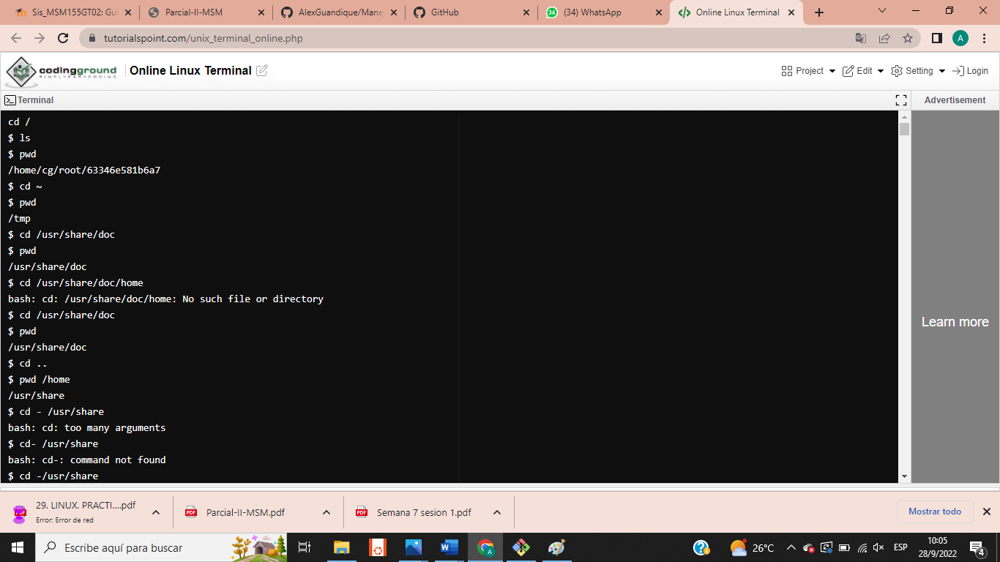 Sis_MSM155GT02: Gui
Parcial-II-MSM
AlexGuandique/Mane
GitHub
(34) WhatsApp
Online Linux Terminal
tutorialspoint.com/unix_terminal_online.php
A
codingground
SIMPLYEASYCODING
Online Linux Terminal
Project
Edit
Setting
Login
Terminal
Advertisement
cd /
$ ls
$ pwd
/home/cg/root/63346e581b6a7
$ cd ~
$ pwd
/tmp
$ cd /usr/share/doc
$ pwd
/usr/share/doc
$ cd /usr/share/doc/home
bash: cd: /usr/share/doc/home: No such file or directory
$ cd /usr/share/doc
$ pwd
/usr/share/doc
$ cd ..
$ pwd /home
/usr/share
$ cd - /usr/share
bash: cd: too many arguments
$ cd- /usr/share
bash: cd-: command not found
$ cd -/usr/share
Learn more
29. LINUX. PRACTI....pdf
Error: Error de red
Parcial-II-MSM.pdf
Semana 7 sesion 1.pdf
Mostrar todo
Escribe aquí para buscar
26°C
ESP
10:05
28/9/2022
4